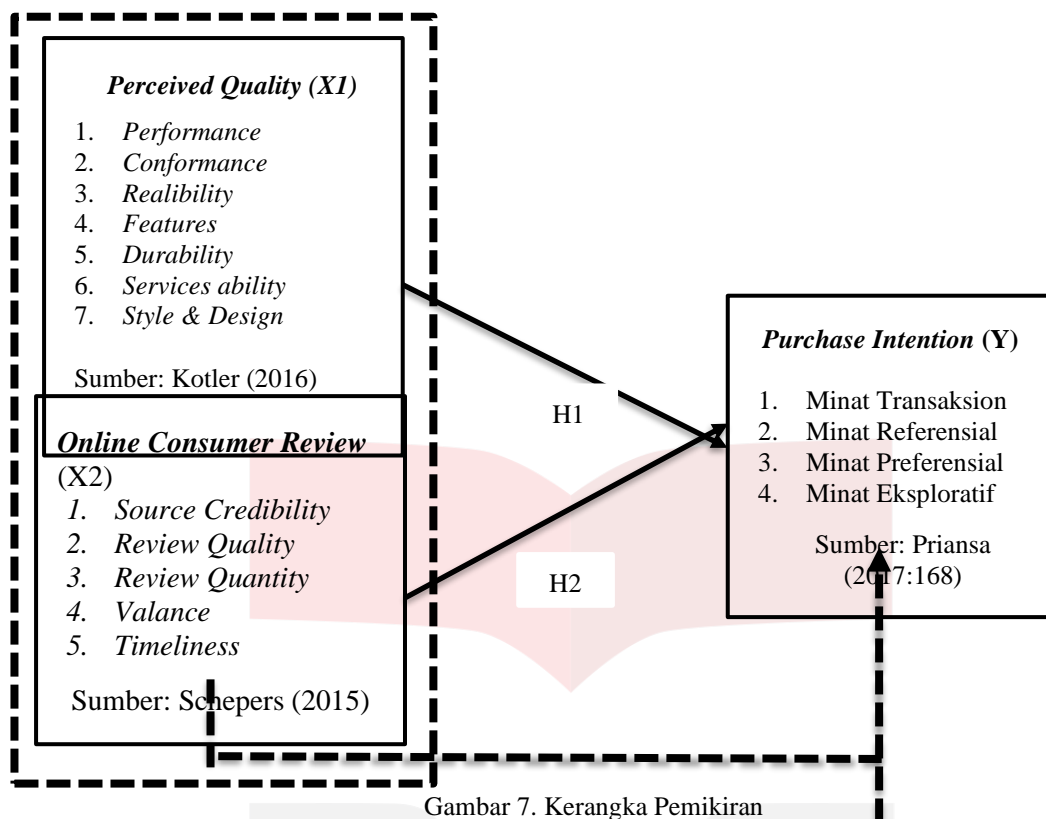 Perceived Quality (X1)
1. Performance
2. Conformance
3. Realibility
4. Features
5. Durability
6. Services ability
7. Style & Design
Sumber: Kotler (2016)
Online Consumer Review
(X2)
1. Source Credibility
2. Review Quality
3. Review Quantity
4. Valance
5. Timeliness
Sumber: Schepers (2015)
H1
H2
Purchase Intention (Y)
1. Minat Transaksion
2. Minat Referensial
3. Minat Preferensial
4. Minat Eksploratif
Sumber: Priansa
(2017:168)
Gambar 7. Kerangka Pemikiran